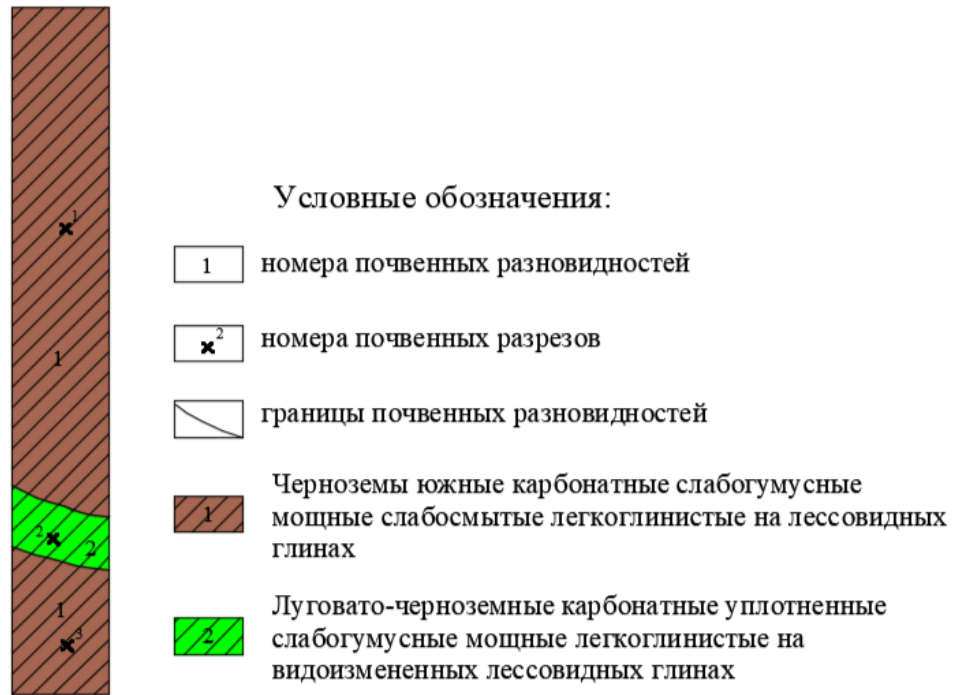 1
1
2
2
1
3
Условные обозначения:
1 номера почвенных разновидностей
2 номера почвенных разрезов
границы почвенных разновидностей
1 Черноземы южные карбонатные слабогумусные
мощные слабосмытые легкоглинистые на лессовидных
глинах
2 Луговато-черноземные карбонатные уплотненные
слабогумусные мощные легкоглинистые на
видоизмененных лессовидных глинах